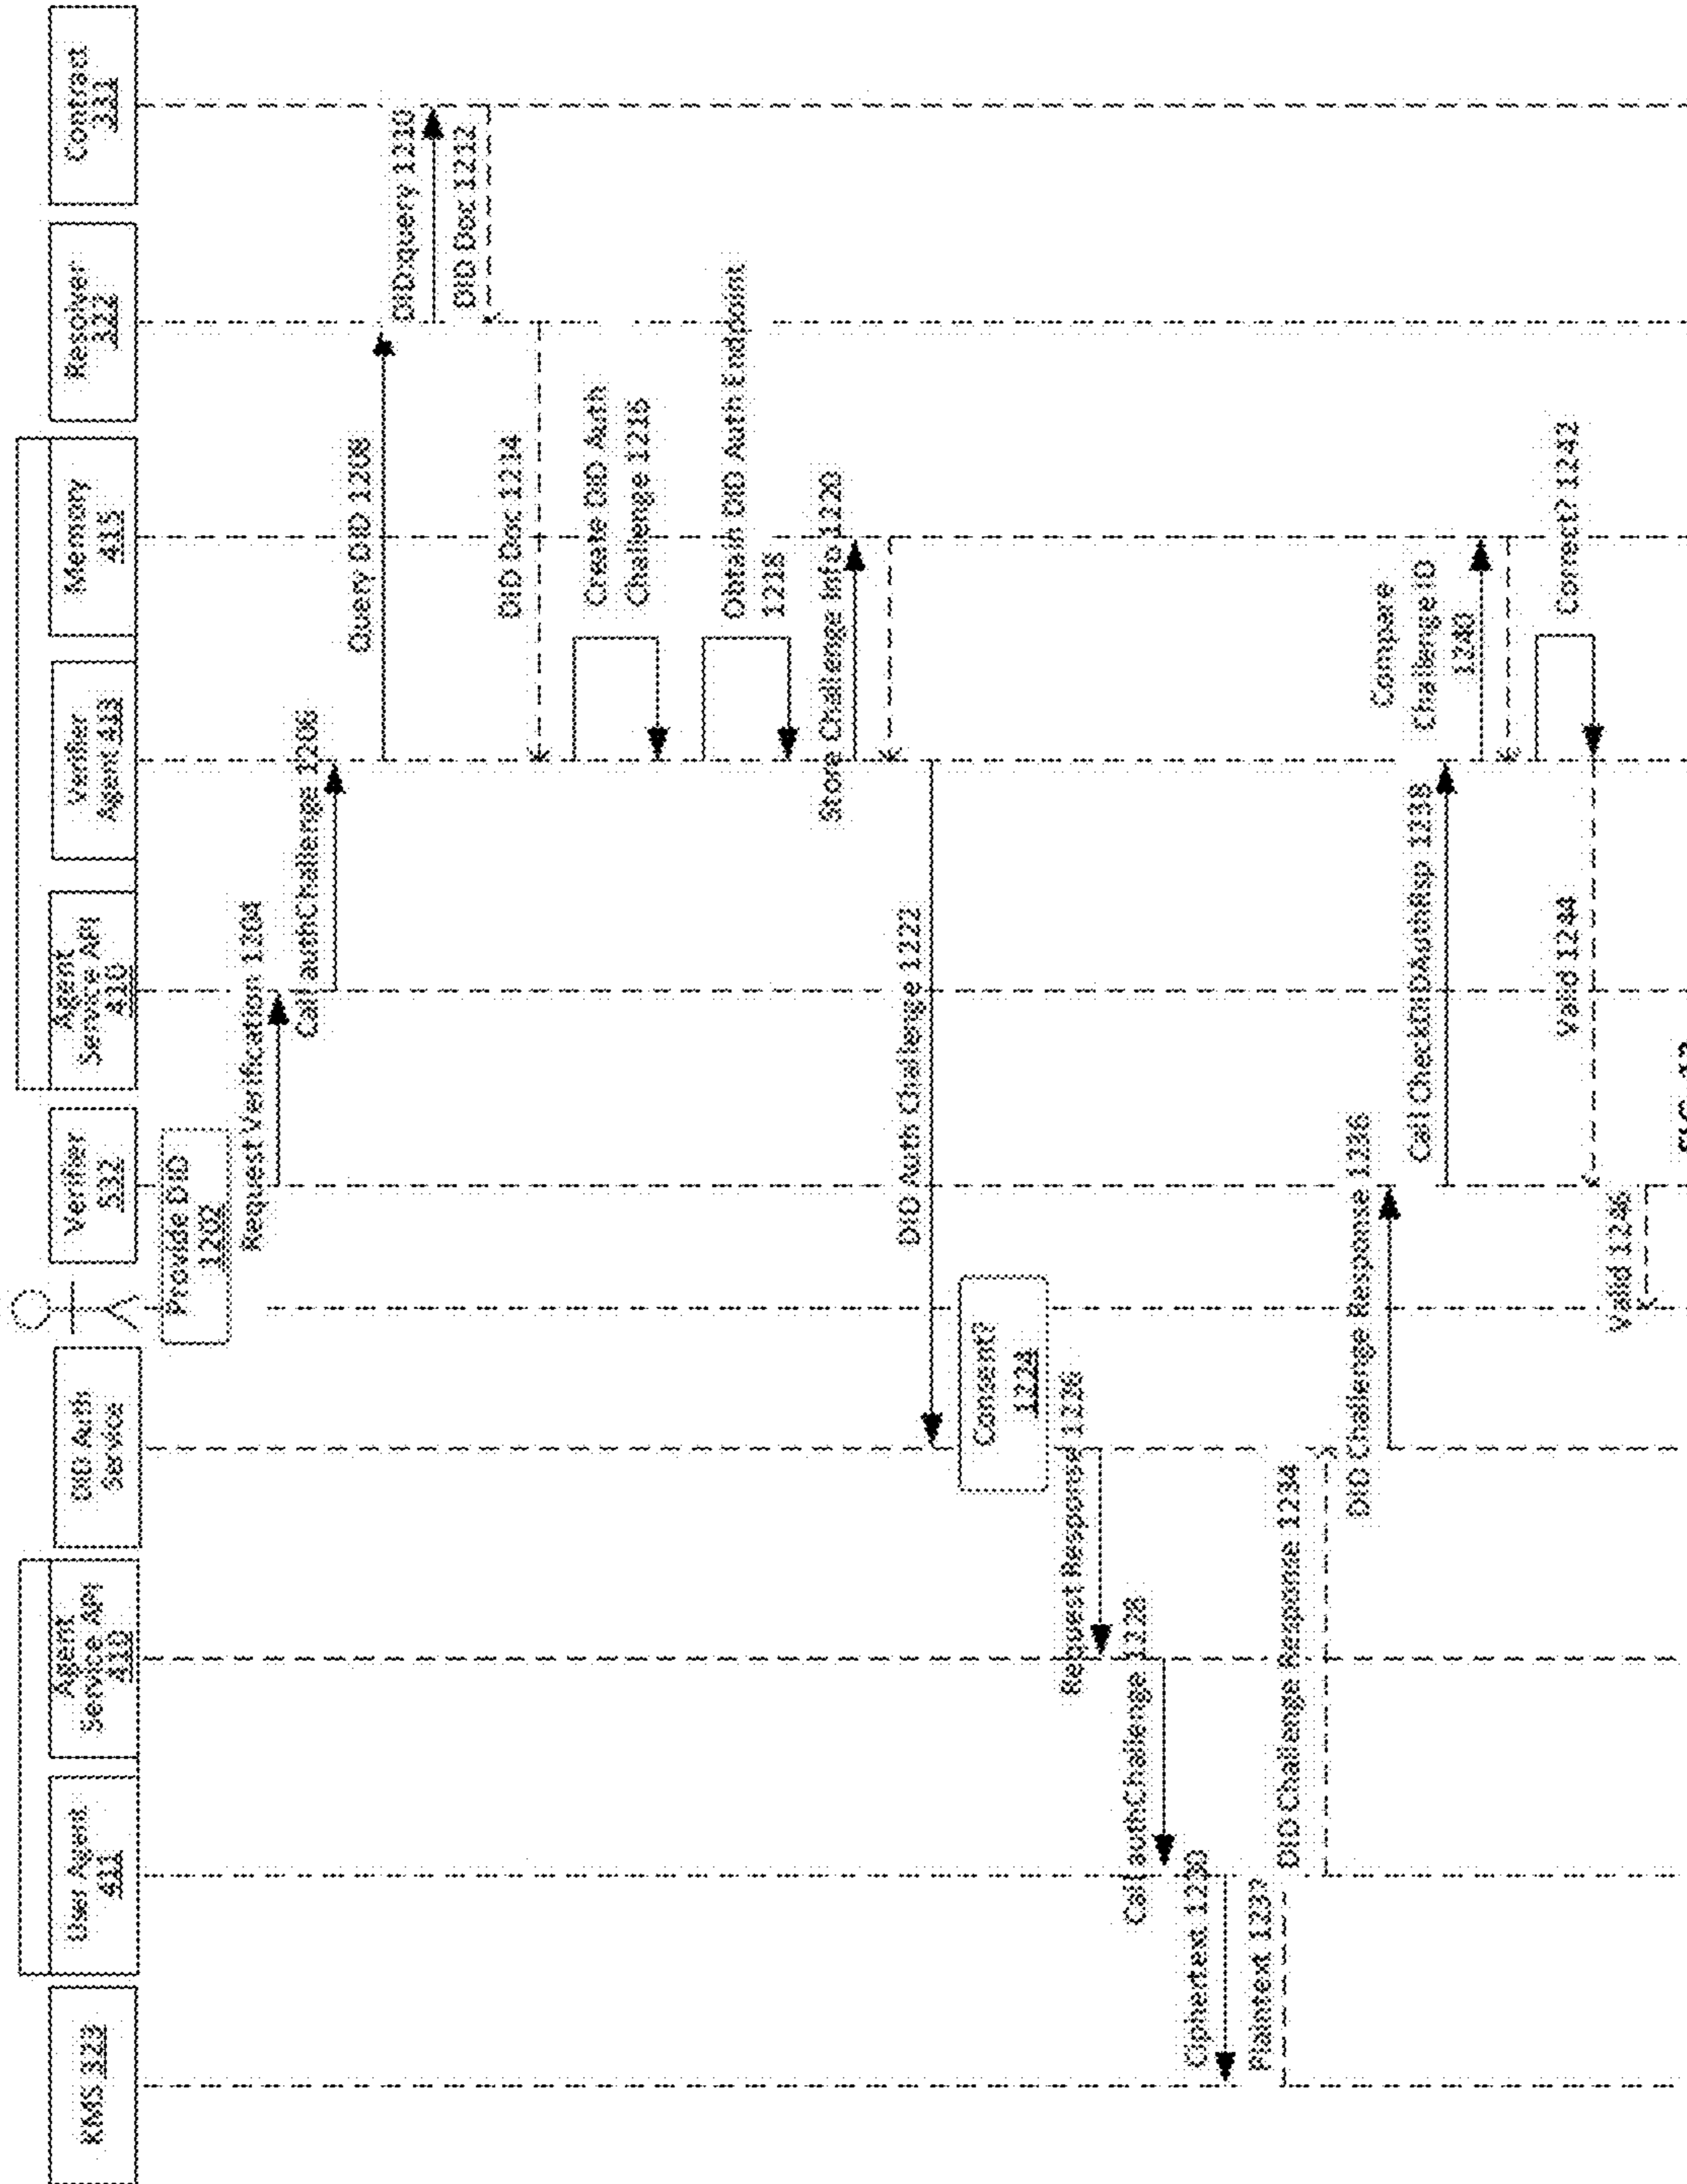 KMS 123
User Agent
411
Agent
Service API
410
DID Auth
Service
Verifier
532
Agent
Service API
410
Verifier
Agent 413
Memory
415
Resolver
322
Contract
331
Provide DID
1202
Request Verification 1204
Call authChallenge 1206
Query DID 1208
DID query 1210
DID Doc 1212
DID Doc 1214
Create DID Auth
Challenge 1216
Obtain DID Auth Endpoint
1218
Store Challenge Info 1220
DID Auth Challenge 1222
Consent?
1224
Request Response 1226
Call authChallenge 1228
Ciphertext 1230
Plaintext 1232
DID Challenge Response 1234
DID Challenge Response 1236
Call CheckDIDAuthRsp 1238
Compare
Challenge ID
1240
Correct? 1242
Valid 1244
Valid 1246